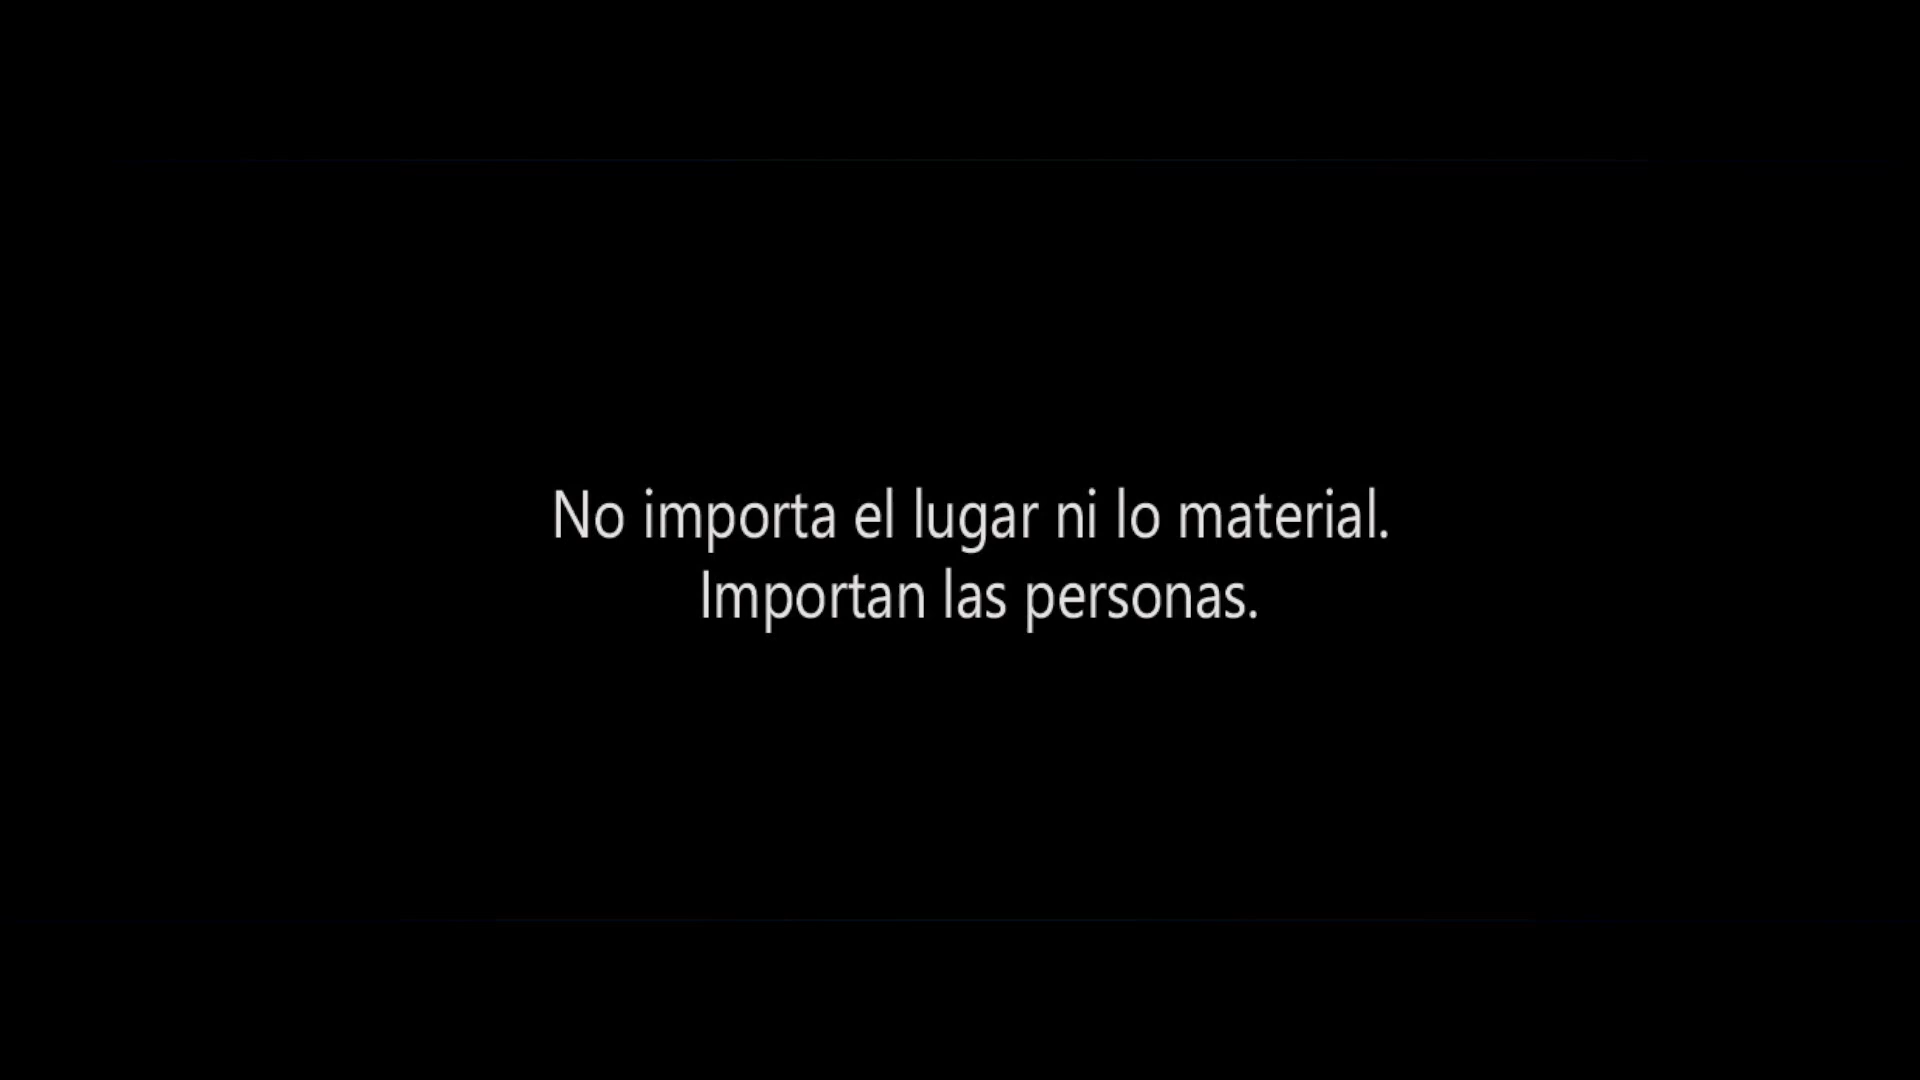 No importa el lugar ni lo material.
Importan las personas.